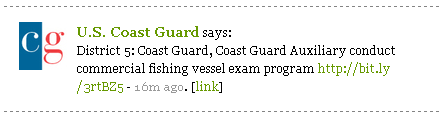 cg
U.S. Coast Guard says:
District 5: Coast Guard, Coast Guard Auxiliary conduct
commercial fishing vessel exam program http://bit.ly
/3rtBZ5 - 16m ago. [link]